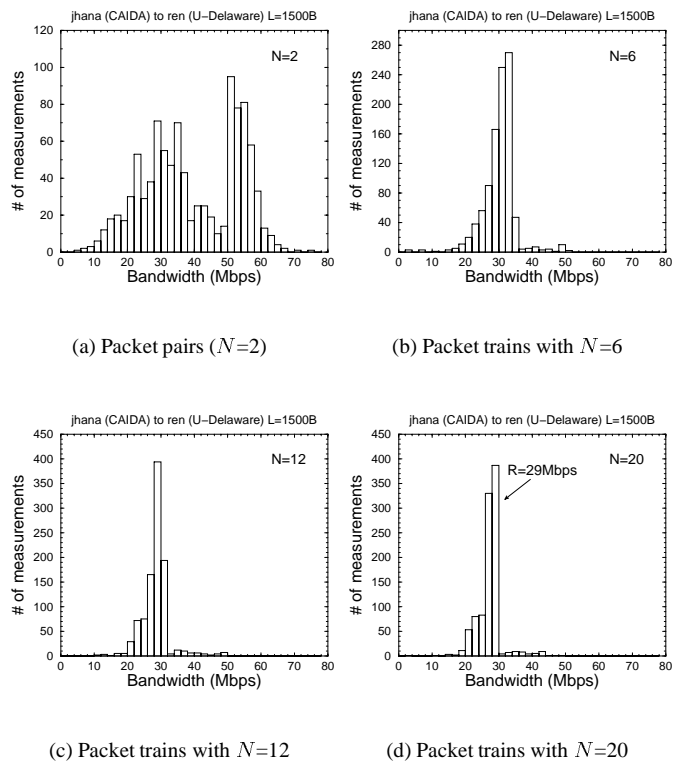 jhana (CAIDA) to ren (U−Delaware) L=1500B
120
100
80
60
40
20
0
# of measurements
N=2
0 10 20 30 40 50 60 70 80
Bandwidth (Mbps)
(a) Packet pairs (N=2)
jhana (CAIDA) to ren (U−Delaware) L=1500B
280
240
200
160
120
80
40
0
# of measurements
N=6
0 10 20 30 40 50 60 70 80
Bandwidth (Mbps)
(b) Packet trains with N=6
jhana (CAIDA) to ren (U−Delaware) L=1500B
450
400
350
300
250
200
150
100
50
0
# of measurements
N=12
0 10 20 30 40 50 60 70 80
Bandwidth (Mbps)
(c) Packet trains with N=12
jhana (CAIDA) to ren (U−Delaware) L=1500B
450
400
350
300
250
200
150
100
50
0
# of measurements
N=20
R=29Mbps
0 10 20 30 40 50 60 70 80
Bandwidth (Mbps)
(d) Packet trains with N=20